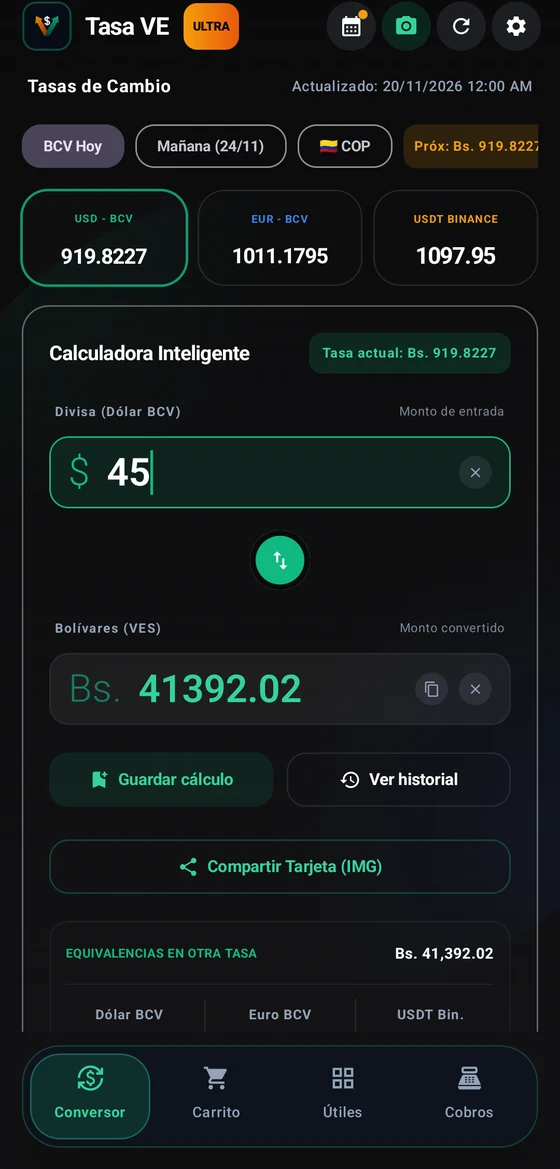 Tasa VE ULTRA
Tasas de Cambio Actualizado: 20/11/2026 12:00 AM
BCV Hoy Mañana (24/11) 🇨🇴 COP Próx: Bs. 919.8227
USD - BCV EUR - BCV USDT BINANCE
919.8227 1011.1795 1097.95
Calculadora Inteligente Tasa actual: Bs. 919.8227
Divisa (Dólar BCV) Monto de entrada
$ 45
Bolívares (VES) Monto convertido
Bs. 41392.02
Guardar cálculo Ver historial
Compartir Tarjeta (IMG)
EQUIVALENCIAS EN OTRA TASA Bs. 41,392.02
Dólar BCV Euro BCV USDT Bin.
Conversor Carrito Útiles Cobros